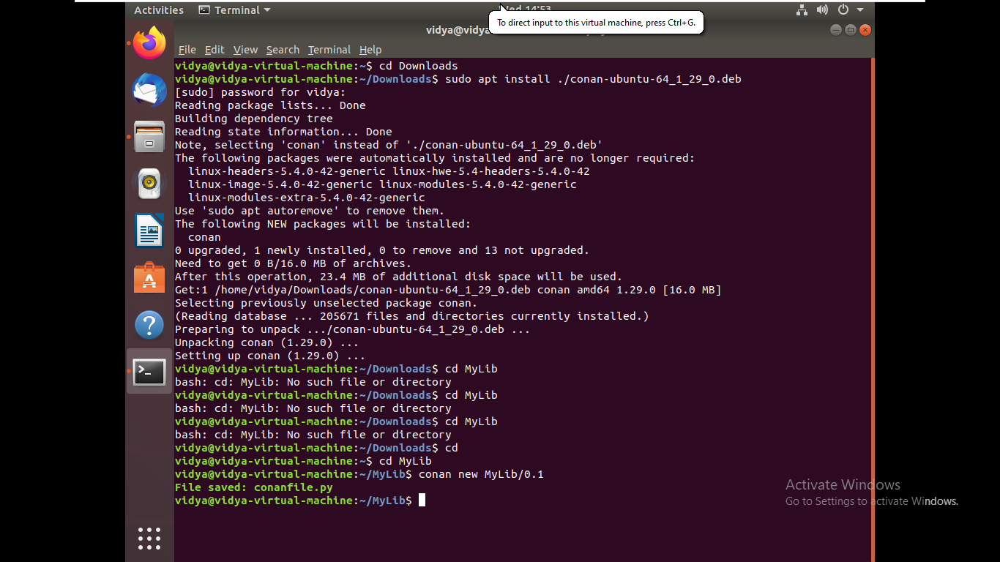 Activities Terminal Wed 14:53
To direct input to this virtual machine, press Ctrl+G.
vidya@vidya
File Edit View Search Terminal Help
vidya@vidya-virtual-machine:~$ cd Downloads
vidya@vidya-virtual-machine:~/Downloads$ sudo apt install ./conan-ubuntu-64_1_29_0.deb
[sudo] password for vidya:
Reading package lists... Done
Building dependency tree
Reading state information... Done
Note, selecting 'conan' instead of './conan-ubuntu-64_1_29_0.deb'
The following packages were automatically installed and are no longer required:
  linux-headers-5.4.0-42-generic linux-hwe-5.4-headers-5.4.0-42
  linux-image-5.4.0-42-generic linux-modules-5.4.0-42-generic
  linux-modules-extra-5.4.0-42-generic
Use 'sudo apt autoremove' to remove them.
The following NEW packages will be installed:
  conan
0 upgraded, 1 newly installed, 0 to remove and 13 not upgraded.
Need to get 0 B/16.0 MB of archives.
After this operation, 23.4 MB of additional disk space will be used.
Get:1 /home/vidya/Downloads/conan-ubuntu-64_1_29_0.deb conan amd64 1.29.0 [16.0 MB]
Selecting previously unselected package conan.
(Reading database ... 205671 files and directories currently installed.)
Preparing to unpack .../conan-ubuntu-64_1_29_0.deb ...
Unpacking conan (1.29.0) ...
Setting up conan (1.29.0) ...
vidya@vidya-virtual-machine:~/Downloads$ cd MyLib
bash: cd: MyLib: No such file or directory
vidya@vidya-virtual-machine:~/Downloads$ cd MyLib
bash: cd: MyLib: No such file or directory
vidya@vidya-virtual-machine:~/Downloads$ cd MyLib
bash: cd: MyLib: No such file or directory
vidya@vidya-virtual-machine:~/Downloads$ cd
vidya@vidya-virtual-machine:~$ cd MyLib
vidya@vidya-virtual-machine:~/MyLib$ conan new MyLib/0.1
File saved: conanfile.py
vidya@vidya-virtual-machine:~/MyLib$
Activate Windows
Go to Settings to activate Windows.